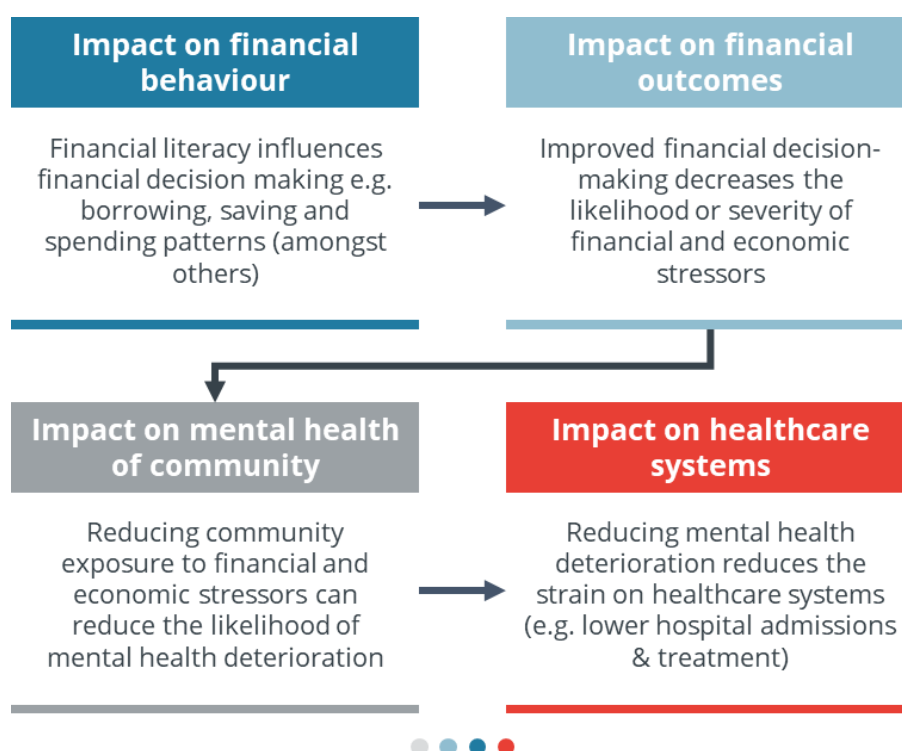 Impact on financial
behaviour
Financial literacy influences
financial decision making e.g.
borrowing, saving and
spending patterns (amongst
others)
Impact on financial
outcomes
Improved financial decision-
making decreases the
likelihood or severity of
financial and economic
stressors
Impact on mental health
of community
Reducing community
exposure to financial and
economic stressors can
reduce the likelihood of
mental health deterioration
Impact on healthcare
systems
Reducing mental health
deterioration reduces the
strain on healthcare systems
(e.g. lower hospital admissions
& treatment)